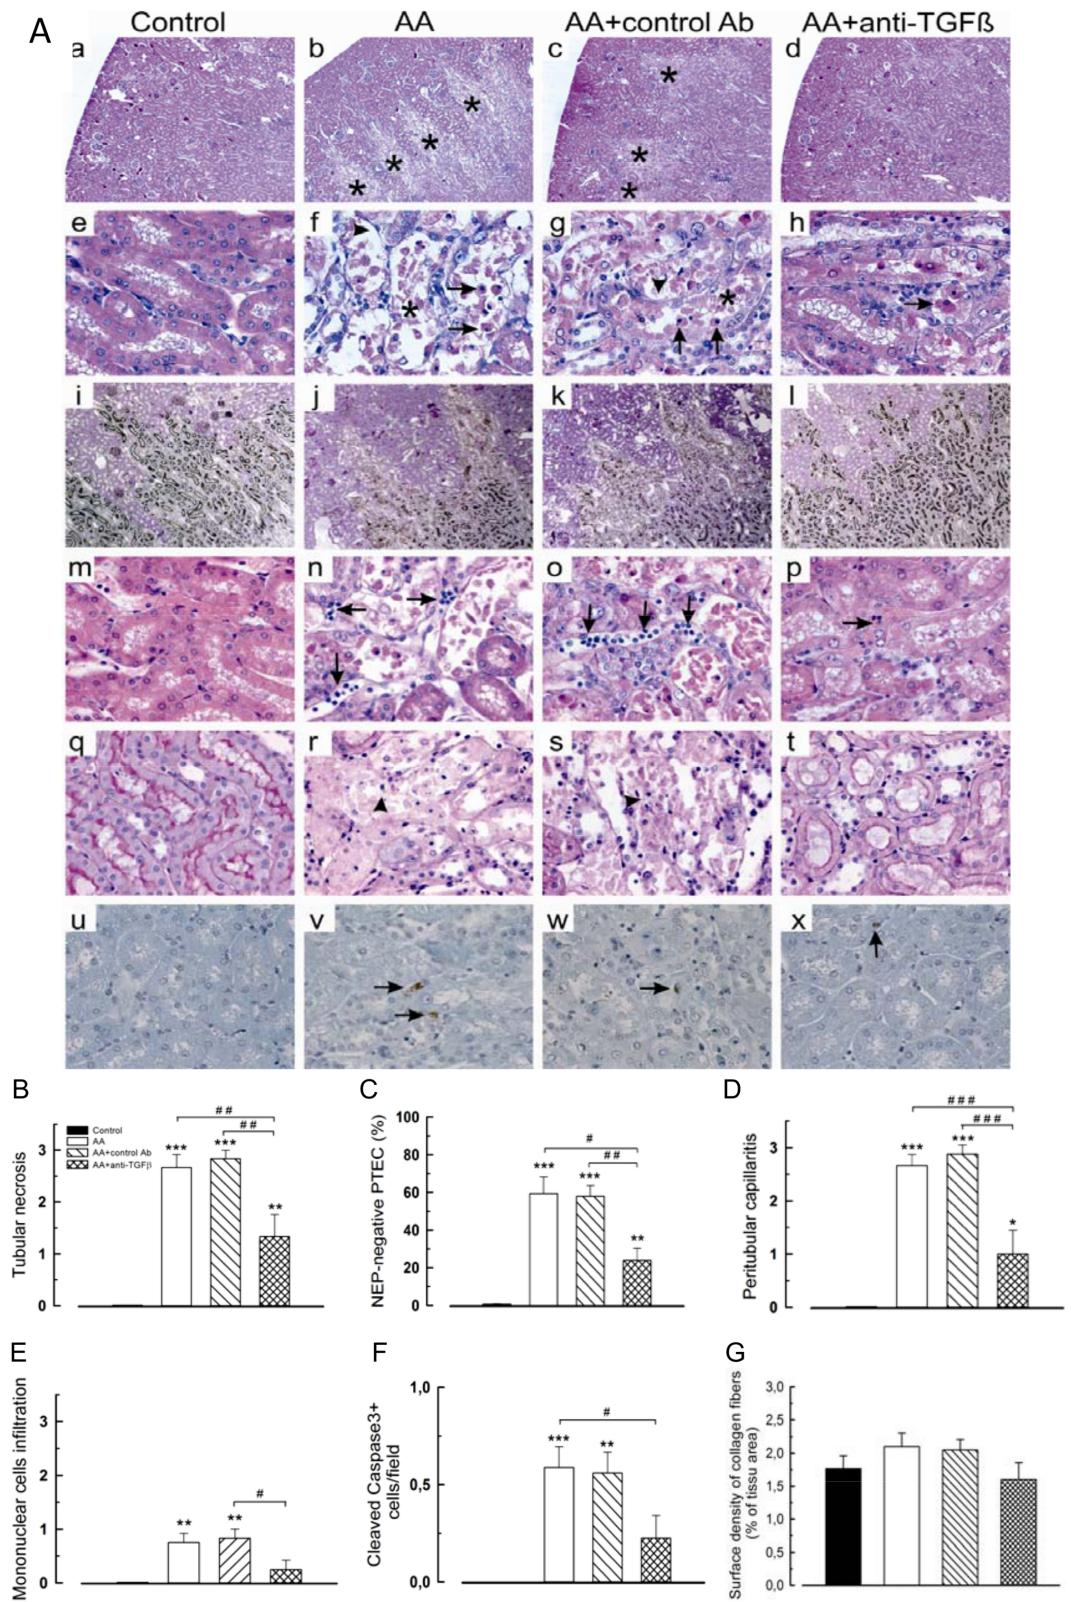 A
Control AA AA+control Ab AA+anti-TGFß
a b c d
* * * * * * *
e f g h
* *
i j k l
m n o p
q r s t
u v w x
B
Tubular necrosis
3
2
1
0
Control
AA
AA+control Ab
AA+anti-TGFβ
***
***
**
# #
# #
C
NEP-negative PTEC (%)
100
80
60
40
20
0
***
***
**
#
# #
D
Peritubular capillaritis
3
2
1
0
***
***
*
# # #
# # #
E
Mononuclear cells infiltration
3
2
1
0
**
**
#
F
Cleaved Caspase3+
cells/field
1,0
0,5
0,0
***
**
#
G
Surface density of collagen fibers
(% of tissu area)
3,0
2,5
2,0
1,5
1,0
0,5
0,0